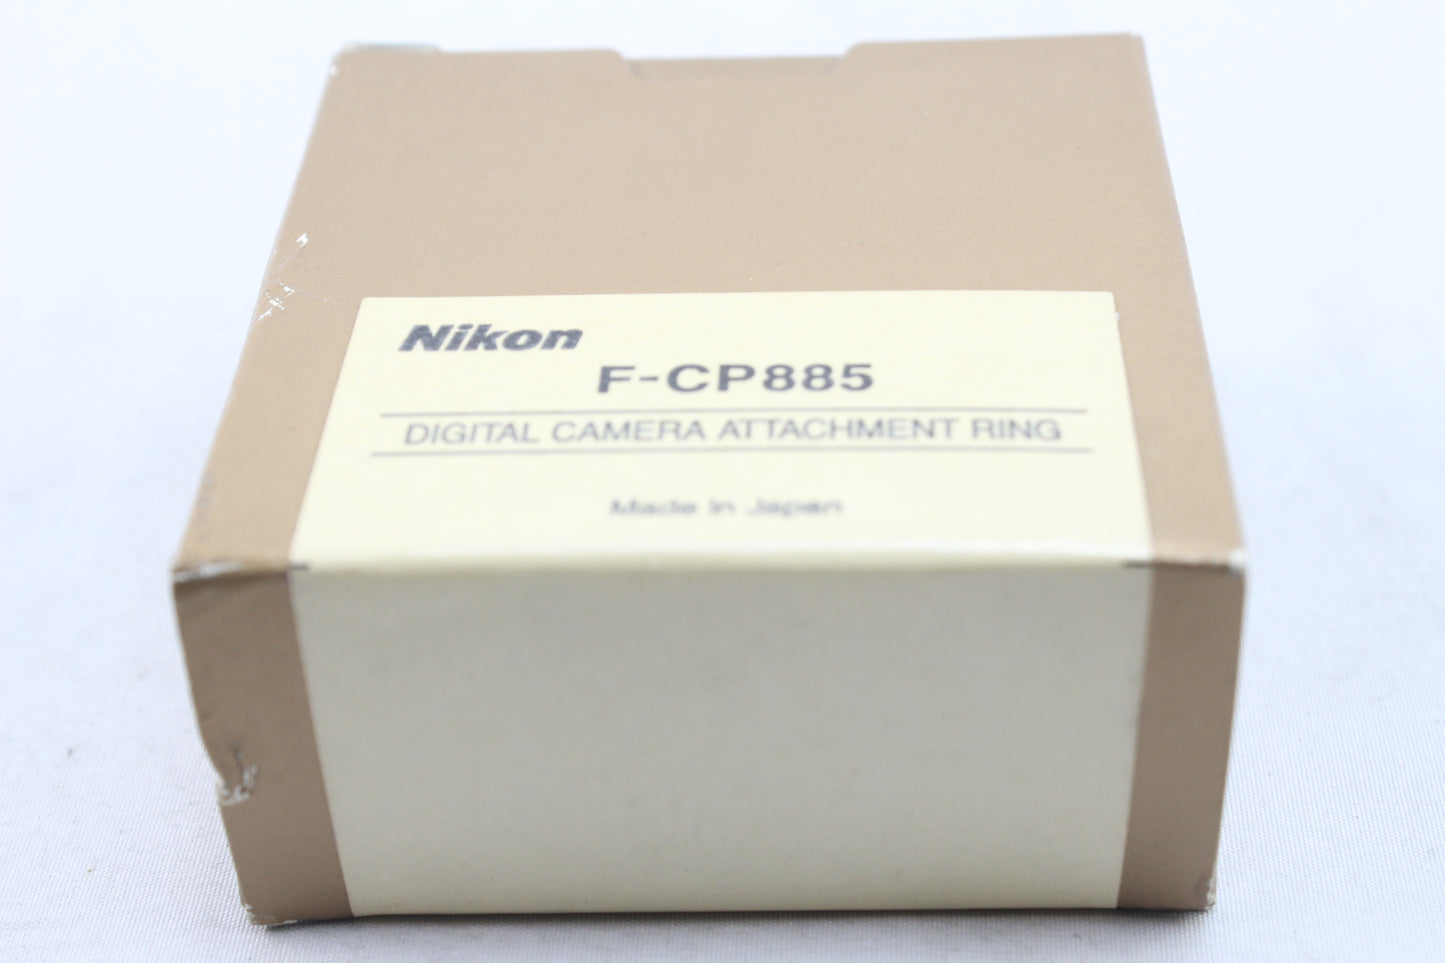 Nikon
F-CP885
DIGITAL CAMERA ATTACHMENT RING
Made in Japan